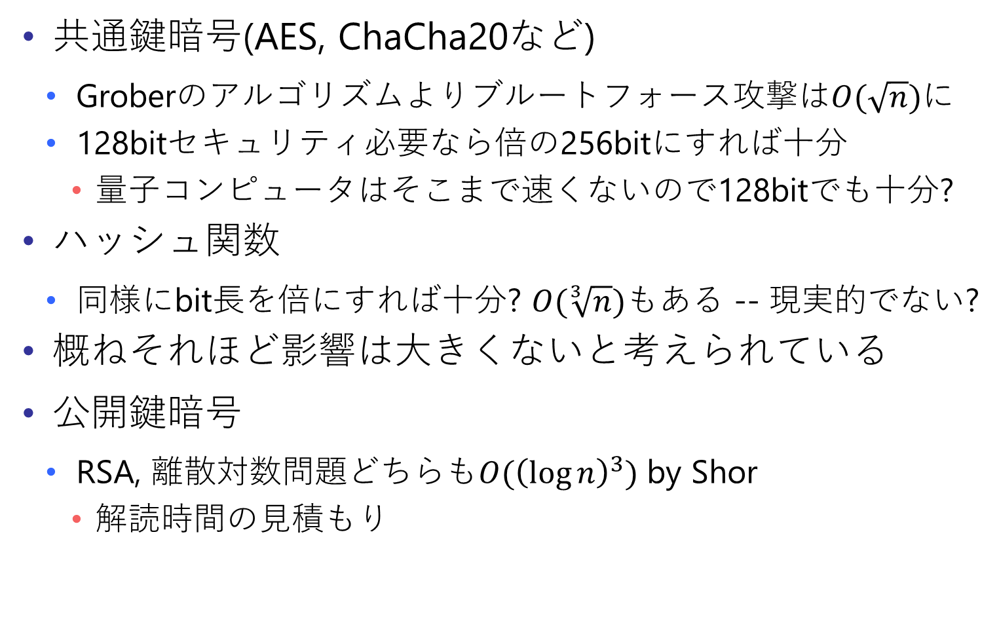 • 共通鍵暗号(AES, ChaCha20など)
• Groberのアルゴリズムよりブルートフォース攻撃は𝑂(√𝑛)に
• 128bitセキュリティ必要なら倍の256bitにすれば十分
• 量子コンピュータはそこまで速くないので128bitでも十分?
• ハッシュ関数
• 同様にbit長を倍にすれば十分? 𝑂(∛𝑛)もある -- 現実的でない?
• 概ねそれほど影響は大きくないと考えられている
• 公開鍵暗号
• RSA, 離散対数問題どちらも𝑂((log 𝑛)³) by Shor
• 解読時間の見積もり